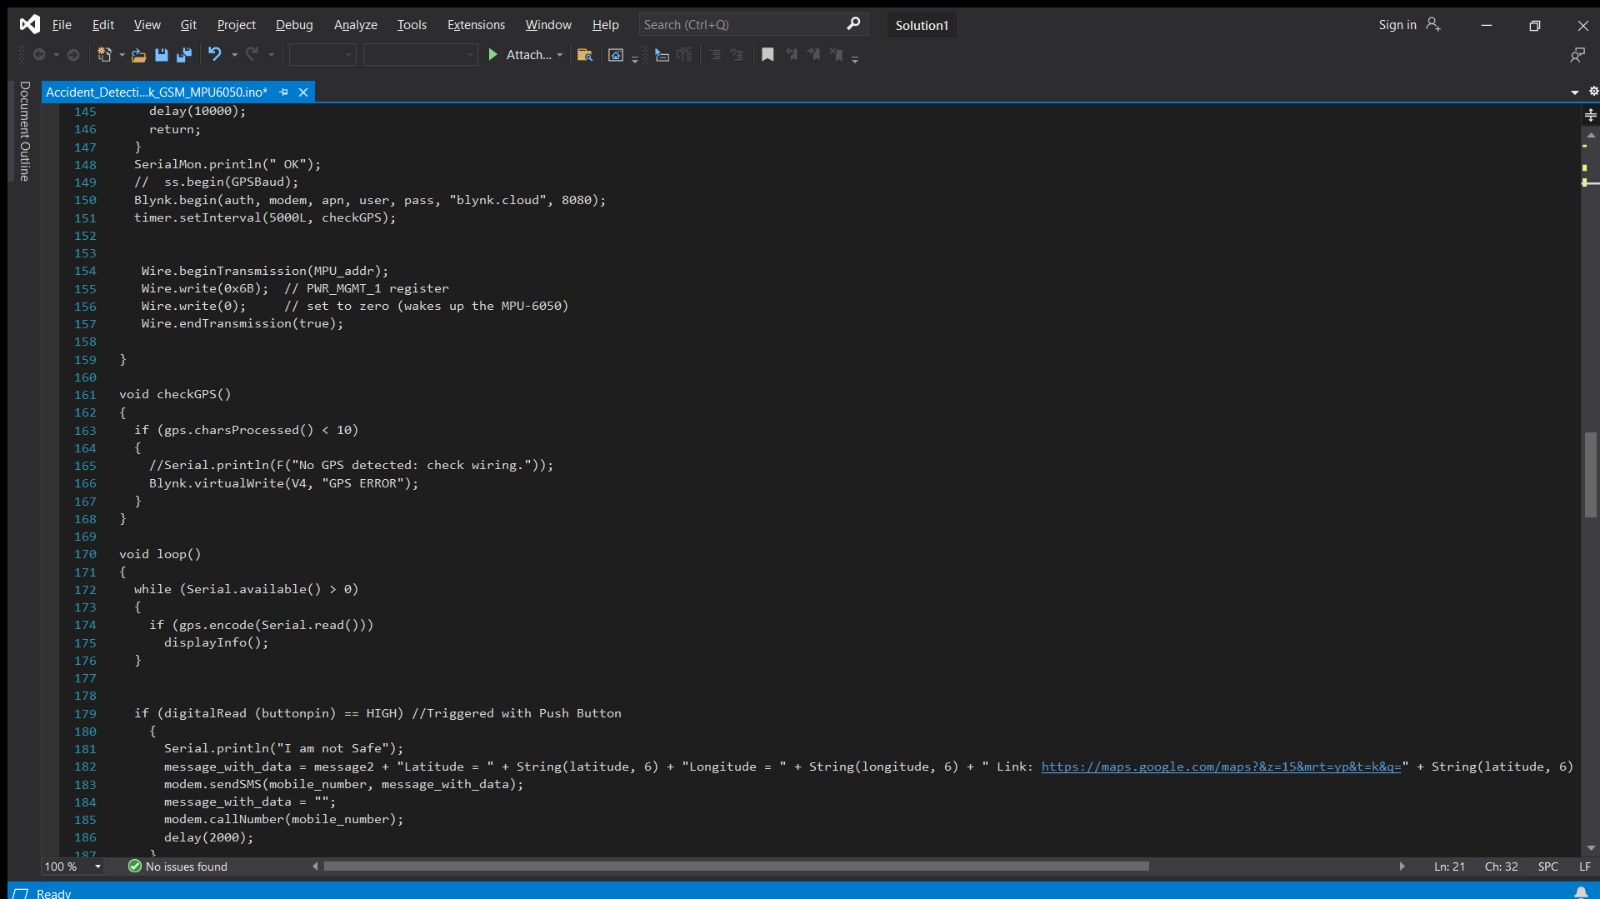 File Edit View Git Project Debug Analyze Tools Extensions Window Help Search (Ctrl+Q) Solution1 Sign in
Attach...
Document Outline
Accident_Detecti...k_GSM_MPU6050.ino*
145 delay(10000);
146 return;
147 }
148 SerialMon.println(" OK");
149 // ss.begin(GPSBaud);
150 Blynk.begin(auth, modem, apn, user, pass, "blynk.cloud", 8080);
151 timer.setInterval(5000L, checkGPS);
152
153
154 Wire.beginTransmission(MPU_addr);
155 Wire.write(0x6B); // PWR_MGMT_1 register
156 Wire.write(0); // set to zero (wakes up the MPU-6050)
157 Wire.endTransmission(true);
158
159 }
160
161 void checkGPS()
162 {
163 if (gps.charsProcessed() < 10)
164 {
165 //Serial.println(F("No GPS detected: check wiring."));
166 Blynk.virtualWrite(V4, "GPS ERROR");
167 }
168 }
169
170 void loop()
171 {
172 while (Serial.available() > 0)
173 {
174 if (gps.encode(Serial.read()))
175 displayInfo();
176 }
177
178
179 if (digitalRead (buttonpin) == HIGH) //Triggered with Push Button
180 {
181 Serial.println("I am not Safe");
182 message_with_data = message2 + "Latitude = " + String(latitude, 6) + "Longitude = " + String(longitude, 6) + " Link: https://maps.google.com/maps?&z=15&mrt=yp&t=k&q=" + String(latitude, 6)
183 modem.sendSMS(mobile_number, message_with_data);
184 message_with_data = "";
185 modem.callNumber(mobile_number);
186 delay(2000);
187 }
100 % No issues found Ln: 21 Ch: 32 SPC LF
Ready